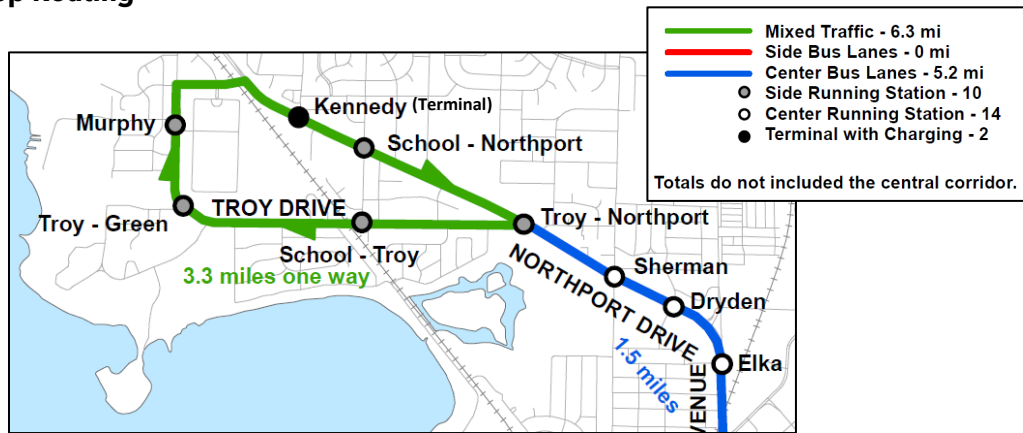 Mixed Traffic - 6.3 mi
Side Bus Lanes - 0 mi
Center Bus Lanes - 5.2 mi
Side Running Station - 10
Center Running Station - 14
Terminal with Charging - 2
Totals do not included the central corridor.
Kennedy (Terminal)
Murphy
School - Northport
TROY DRIVE
Troy - Green
Troy - Northport
School - Troy
3.3 miles one way
Sherman
NORTHPORT DRIVE
Dryden
1.5 miles
Elka